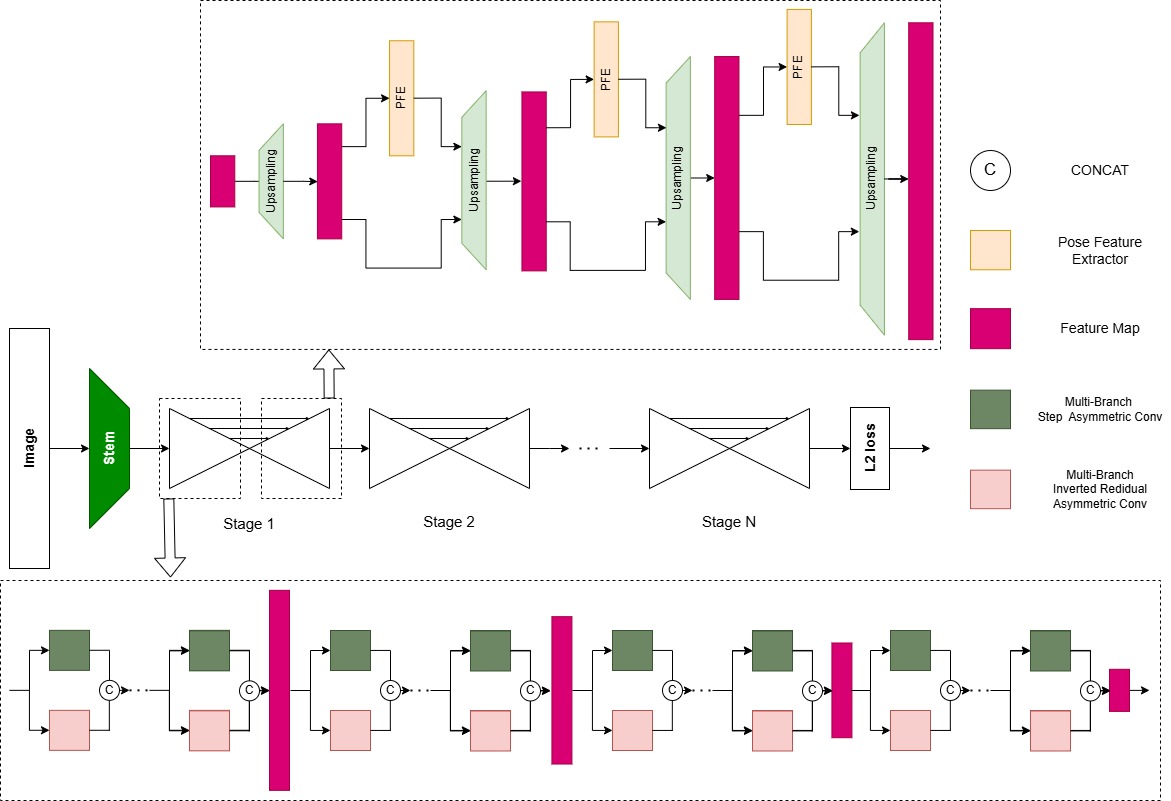 PFE
PFE
PFE
Upsampling
Upsampling
Upsampling
Upsampling
C
CONCAT
Pose Feature
Extractor
Feature Map
Multi-Branch
Step Asymmetric Conv
Multi-Branch
Inverted Redidual
Asymmetric Conv
Image
Stem
...
L2 loss
Stage 1
Stage 2
Stage N
C
...
C
C
...
C
C
...
C
C
...
C